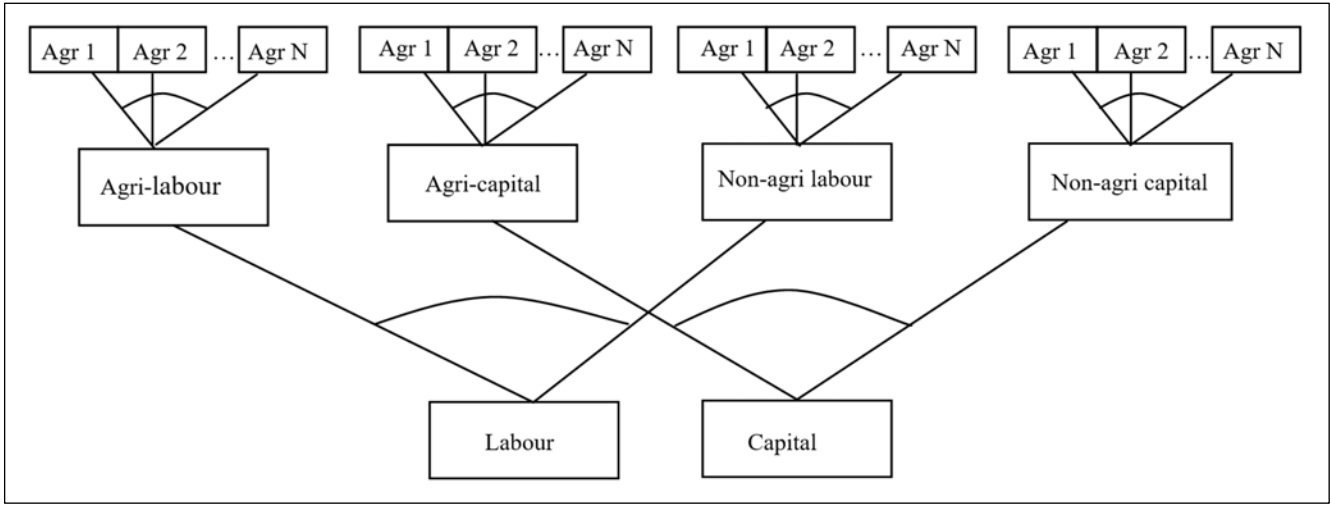 Agr 1 Agr 2 … Agr N Agr 1 Agr 2 … Agr N Agr 1 Agr 2 … Agr N Agr 1 Agr 2 … Agr N
Agri-labour Agri-capital Non-agri labour Non-agri capital
Labour Capital